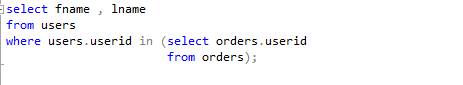 select fname , lname
from users
where users.userid in (select orders.userid
from orders);